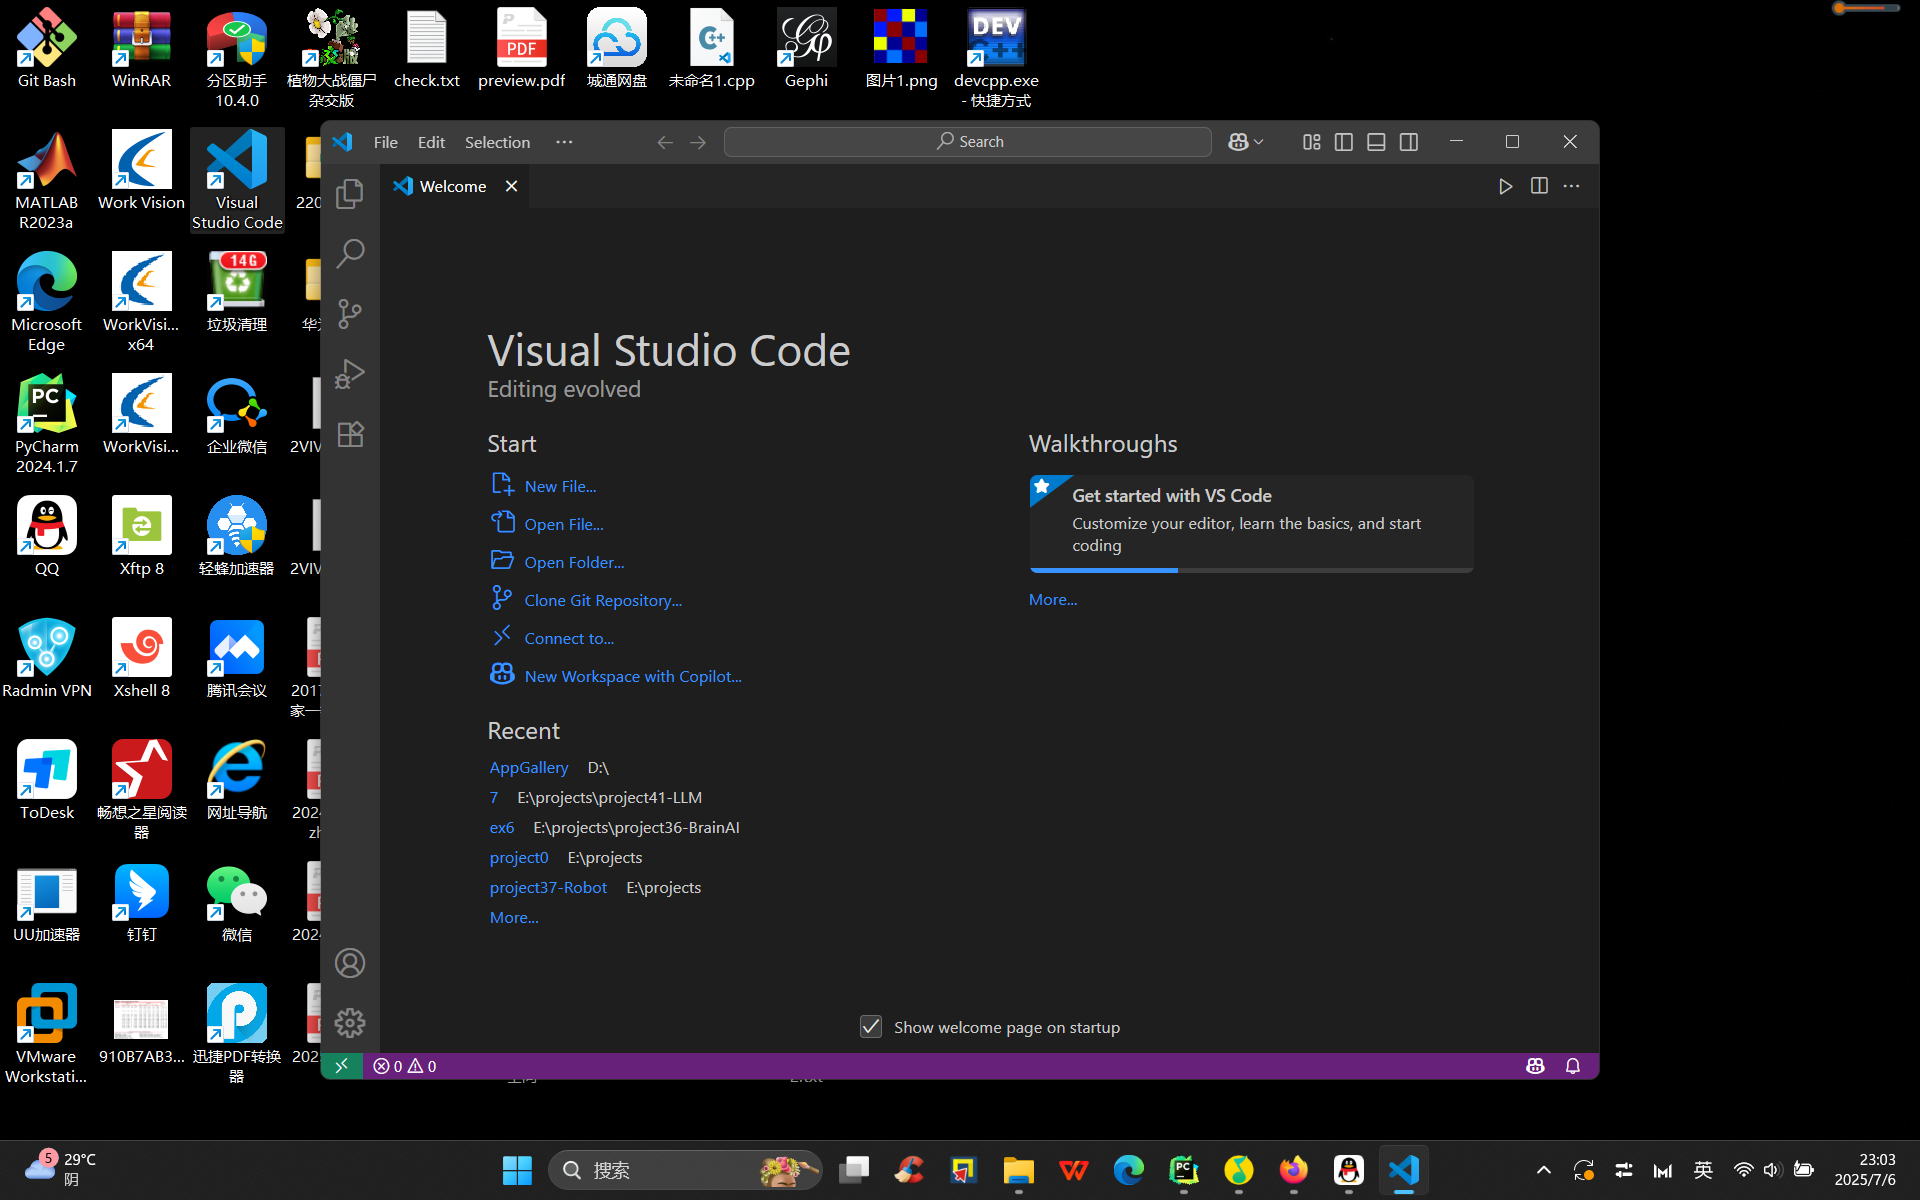 Git Bash
WinRAR
分区助手
10.4.0
植物大战僵尸
杂交版
check.txt
PDF
preview.pdf
城通网盘
C++
未命名1.cpp
Gephi
图片1.png
DEV
devcpp.exe
- 快捷方式
MATLAB
R2023a
Work Vision
Visual
Studio Code
220
Microsoft
Edge
WorkVisi...
x64
14G
垃圾清理
PC
PyCharm
2024.1.7
WorkVisi...
企业微信
2VIV
QQ
Xftp 8
轻蜂加速器
2VIV
Radmin VPN
Xshell 8
腾讯会议
2017
家一
ToDesk
畅想之星阅读
器
网址导航
2024
zh
UU加速器
钉钉
微信
2024
VMware
Workstati...
910B7AB3...
迅捷PDF转换
器
202
File Edit Selection ···
Search
Welcome
Visual Studio Code
Editing evolved
Start
New File...
Open File...
Open Folder...
Clone Git Repository...
Connect to...
New Workspace with Copilot...
Recent
AppGallery D:\
7 E:\projects\project41-LLM
ex6 E:\projects\project36-BrainAI
project0 E:\projects
project37-Robot E:\projects
More...
Walkthroughs
Get started with VS Code
Customize your editor, learn the basics, and start
coding
More...
Show welcome page on startup
0 0
5
29°C
阴
搜索
PC
英
23:03
2025/7/6